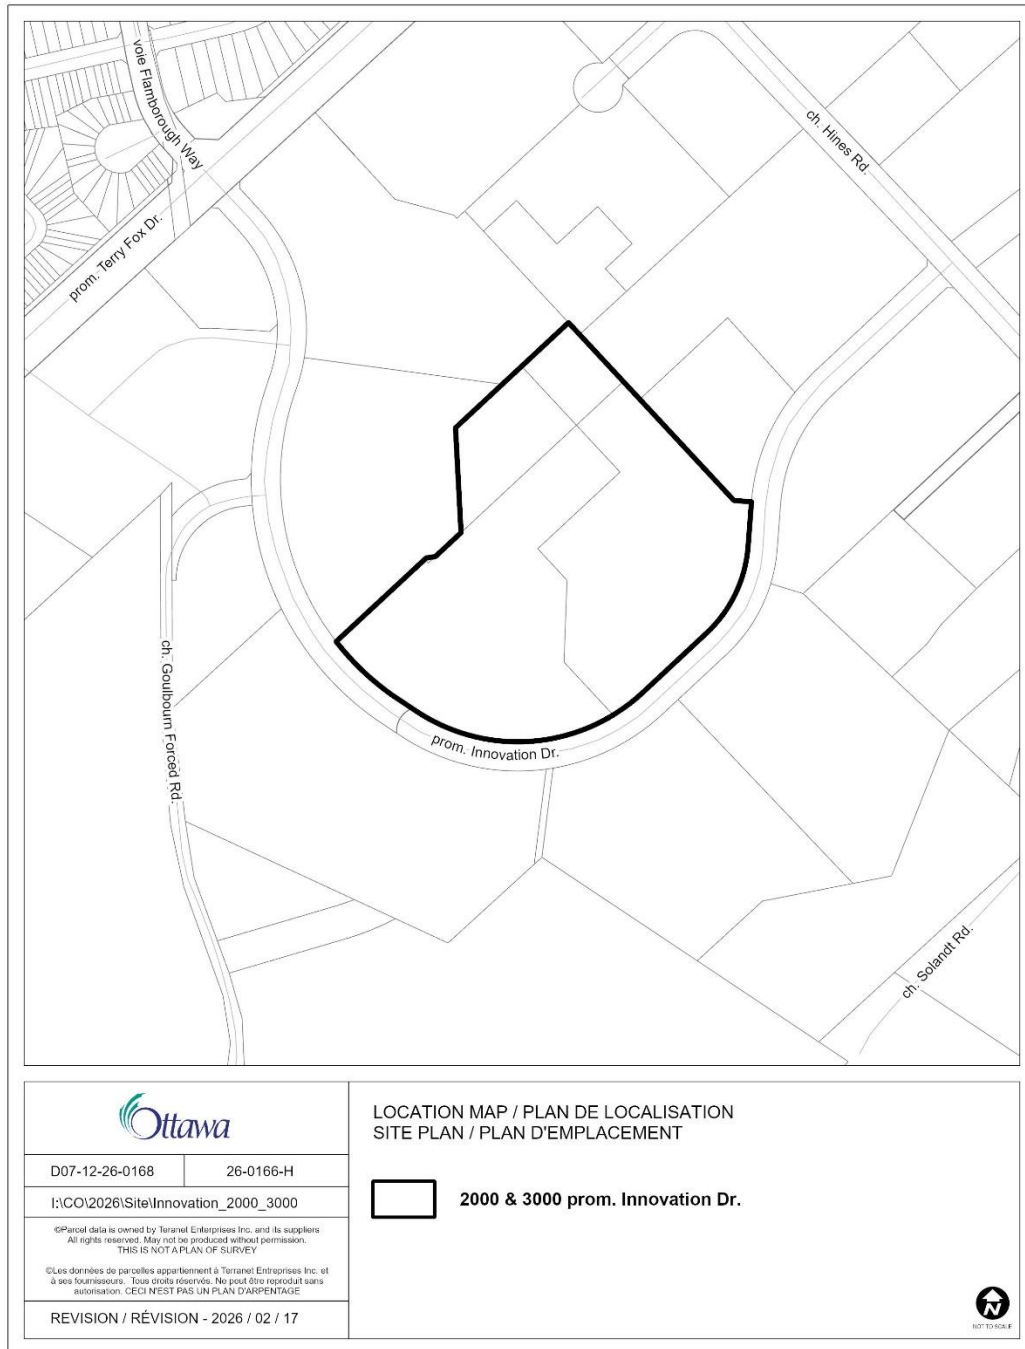 voie Flamborough Way
prom. Terry Fox Dr.
ch. Hines Rd.
ch. Goulbourn Forced Rd.
prom. Innovation Dr.
ch. Solandt Rd.
Ottawa
D07-12-26-0168
26-0166-H
I:\CO\2026\Site\Innovation_2000_3000
©Parcel data is owned by Teranet Enterprises Inc. and its suppliers
All rights reserved. May not be produced without permission.
THIS IS NOT A PLAN OF SURVEY
©Les données de parcelles appartiennent à Terranet Entreprises Inc. et
à ses fournisseurs. Tous droits réservés. Ne peut être reproduit sans
autorisation. CECI N'EST PAS UN PLAN D'ARPENTAGE
REVISION / RÉVISION - 2026 / 02 / 17
LOCATION MAP / PLAN DE LOCALISATION
SITE PLAN / PLAN D'EMPLACEMENT
2000 & 3000 prom. Innovation Dr.
N
NOT TO SCALE